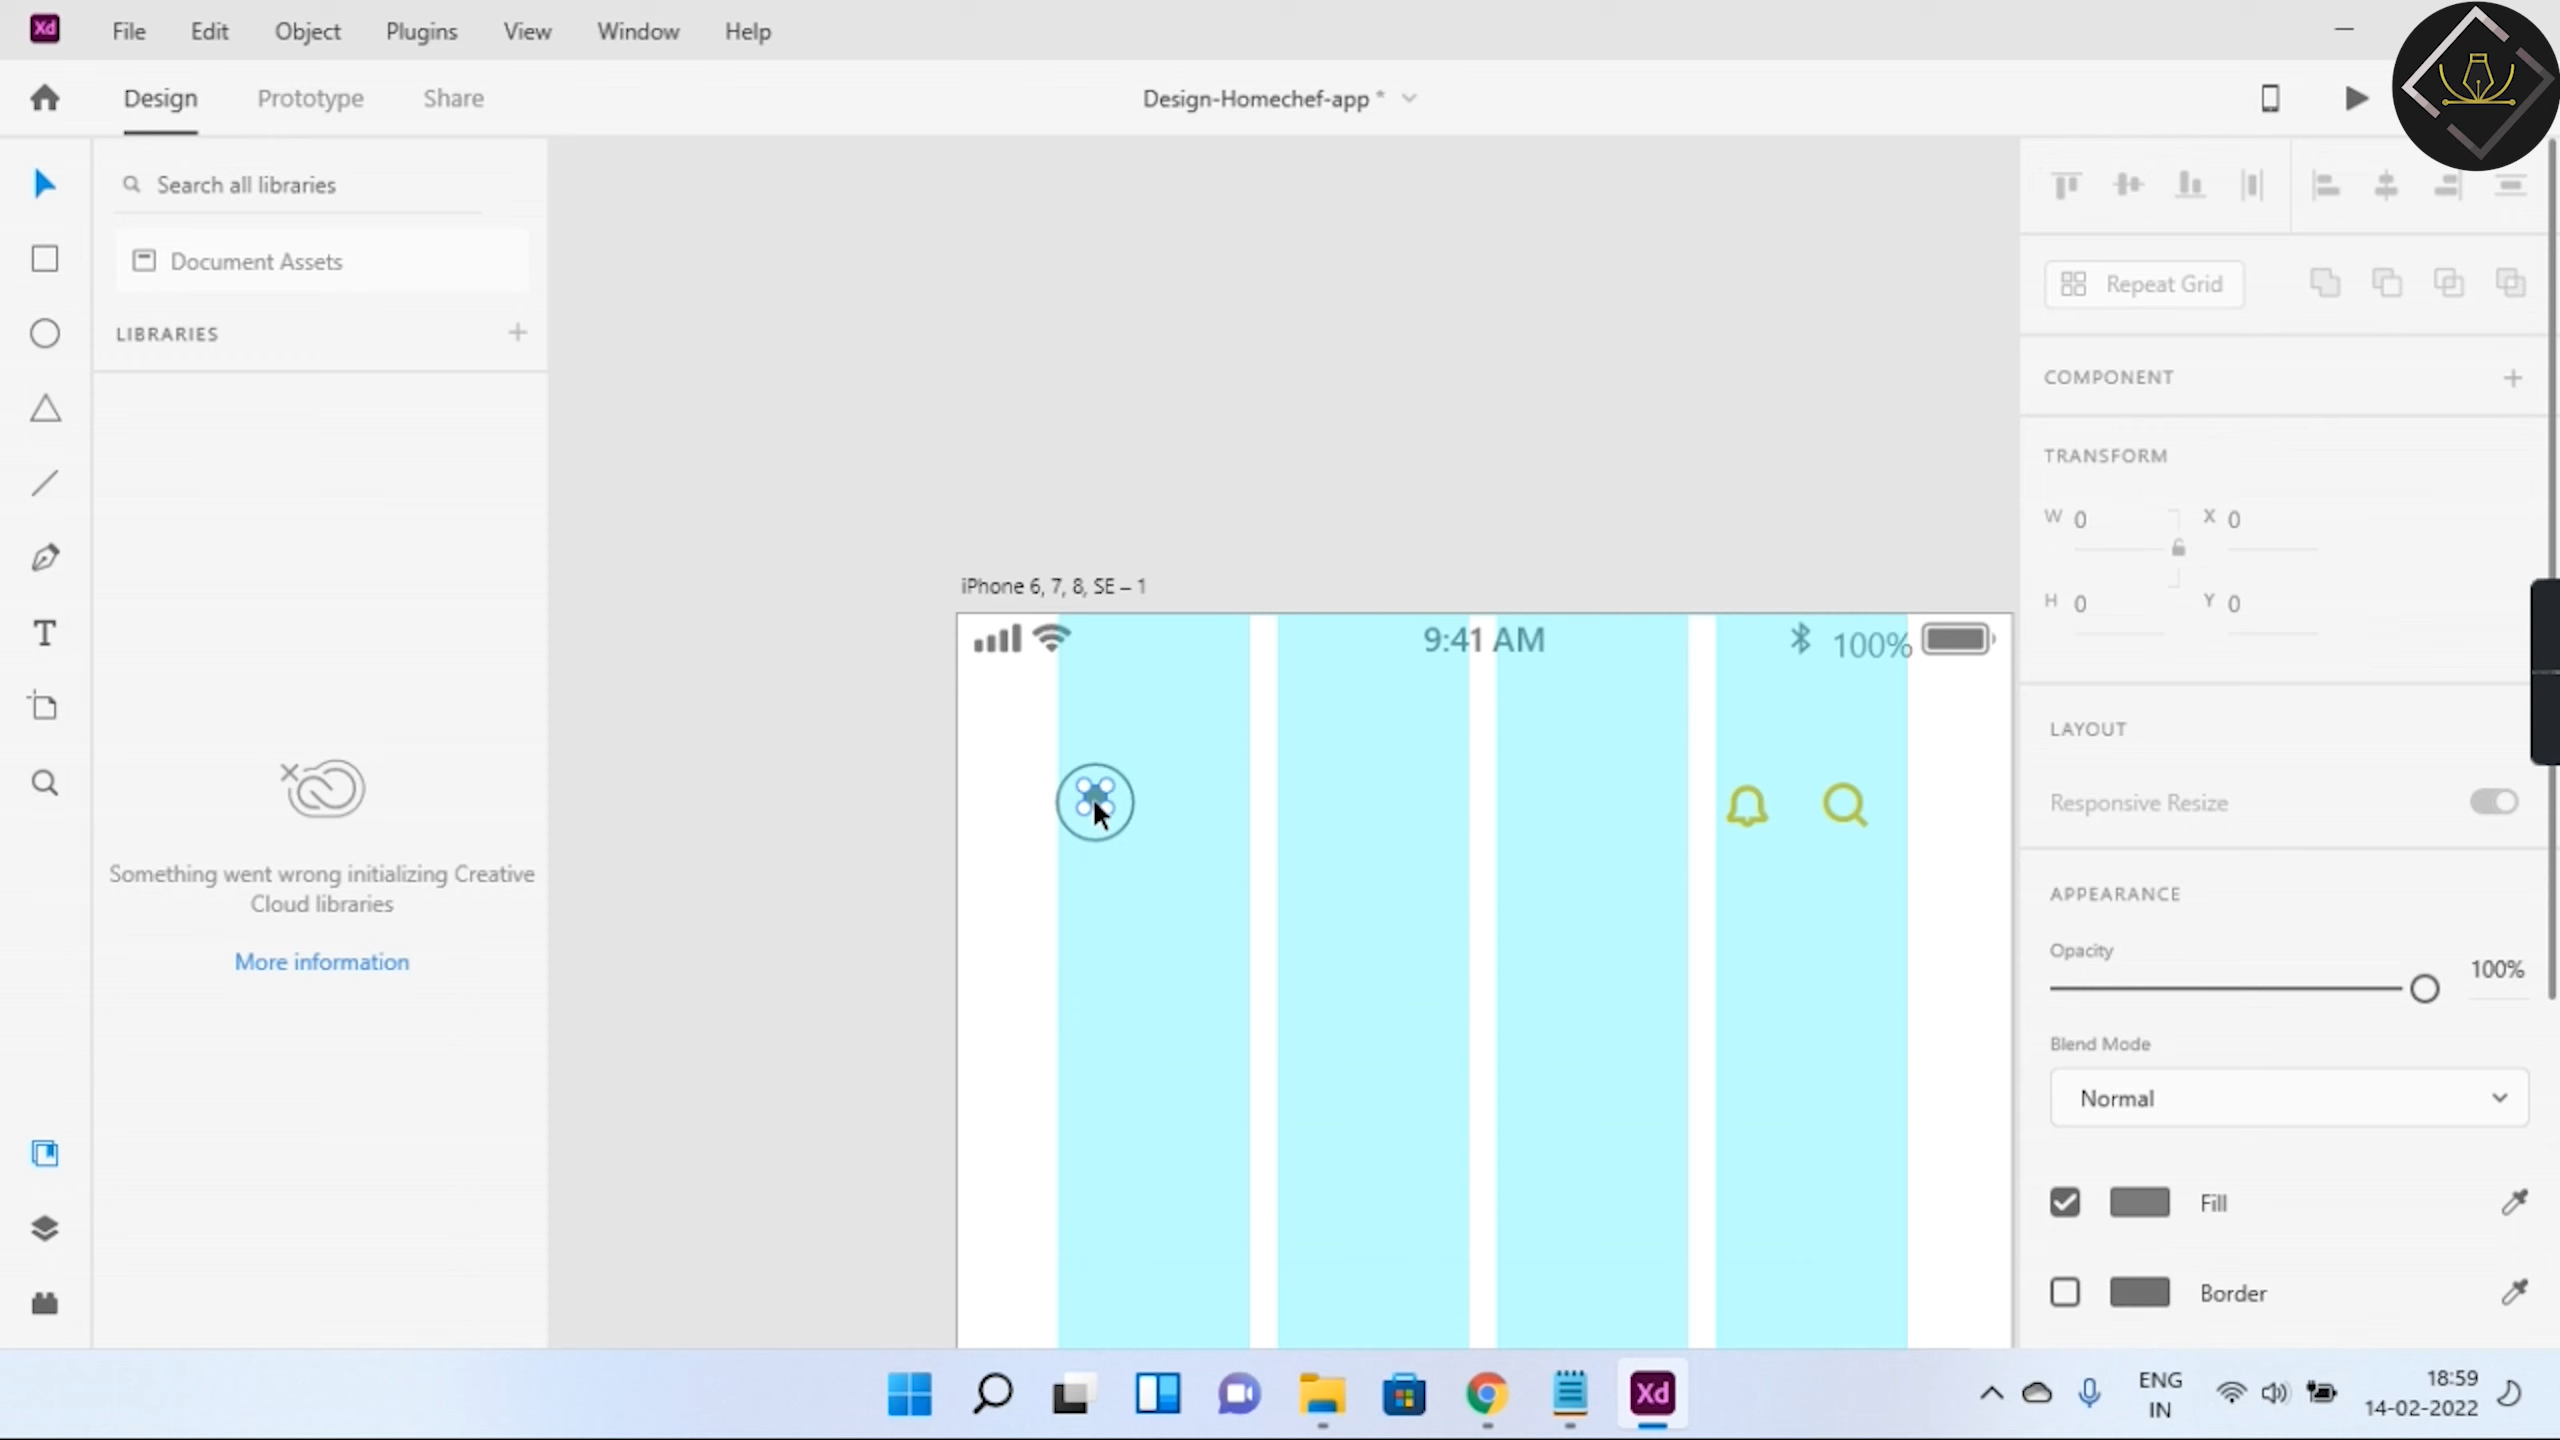 Xd File Edit Object Plugins View Window Help
Design Prototype Share Design-Homechef-app *
Search all libraries
Document Assets
LIBRARIES
Something went wrong initializing Creative
Cloud libraries
More information
iPhone 6, 7, 8, SE – 1
9:41 AM 100%
Repeat Grid
COMPONENT
TRANSFORM
W 0 X 0
H 0 Y 0
LAYOUT
Responsive Resize
APPEARANCE
Opacity
100%
Blend Mode
Normal
Fill
Border
Xd
ENG
IN
18:59
14-02-2022